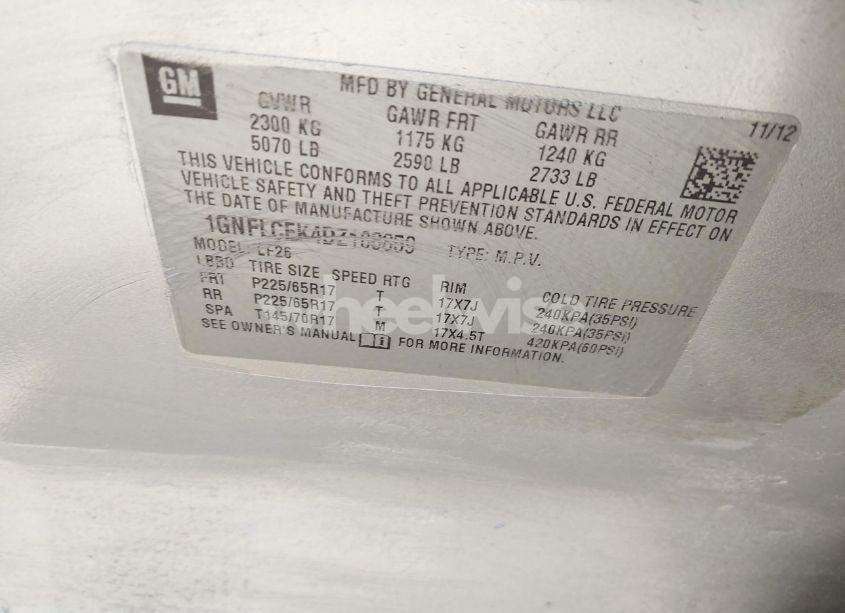 GM
MFD BY GENERAL MOTORS LLC
11/12
GVWR GAWR FRT GAWR RR
2300 KG 1175 KG 1240 KG
5070 LB 2590 LB 2733 LB
THIS VEHICLE CONFORMS TO ALL APPLICABLE U.S. FEDERAL MOTOR
VEHICLE SAFETY AND THEFT PREVENTION STANDARDS IN EFFECT ON
THE DATE OF MANUFACTURE SHOWN ABOVE.
MODEL: LF26 TYPE: M.P.V.
TIRE SIZE SPEED RTG RIM COLD TIRE PRESSURE
FRT P225/65R17 T 17X7J 240KPA(35PSI)
RR P225/65R17 T 17X7J 240KPA(35PSI)
SPA T145/70R17 M 17X4.5T 420KPA(60PSI)
SEE OWNER'S MANUAL FOR MORE INFORMATION.